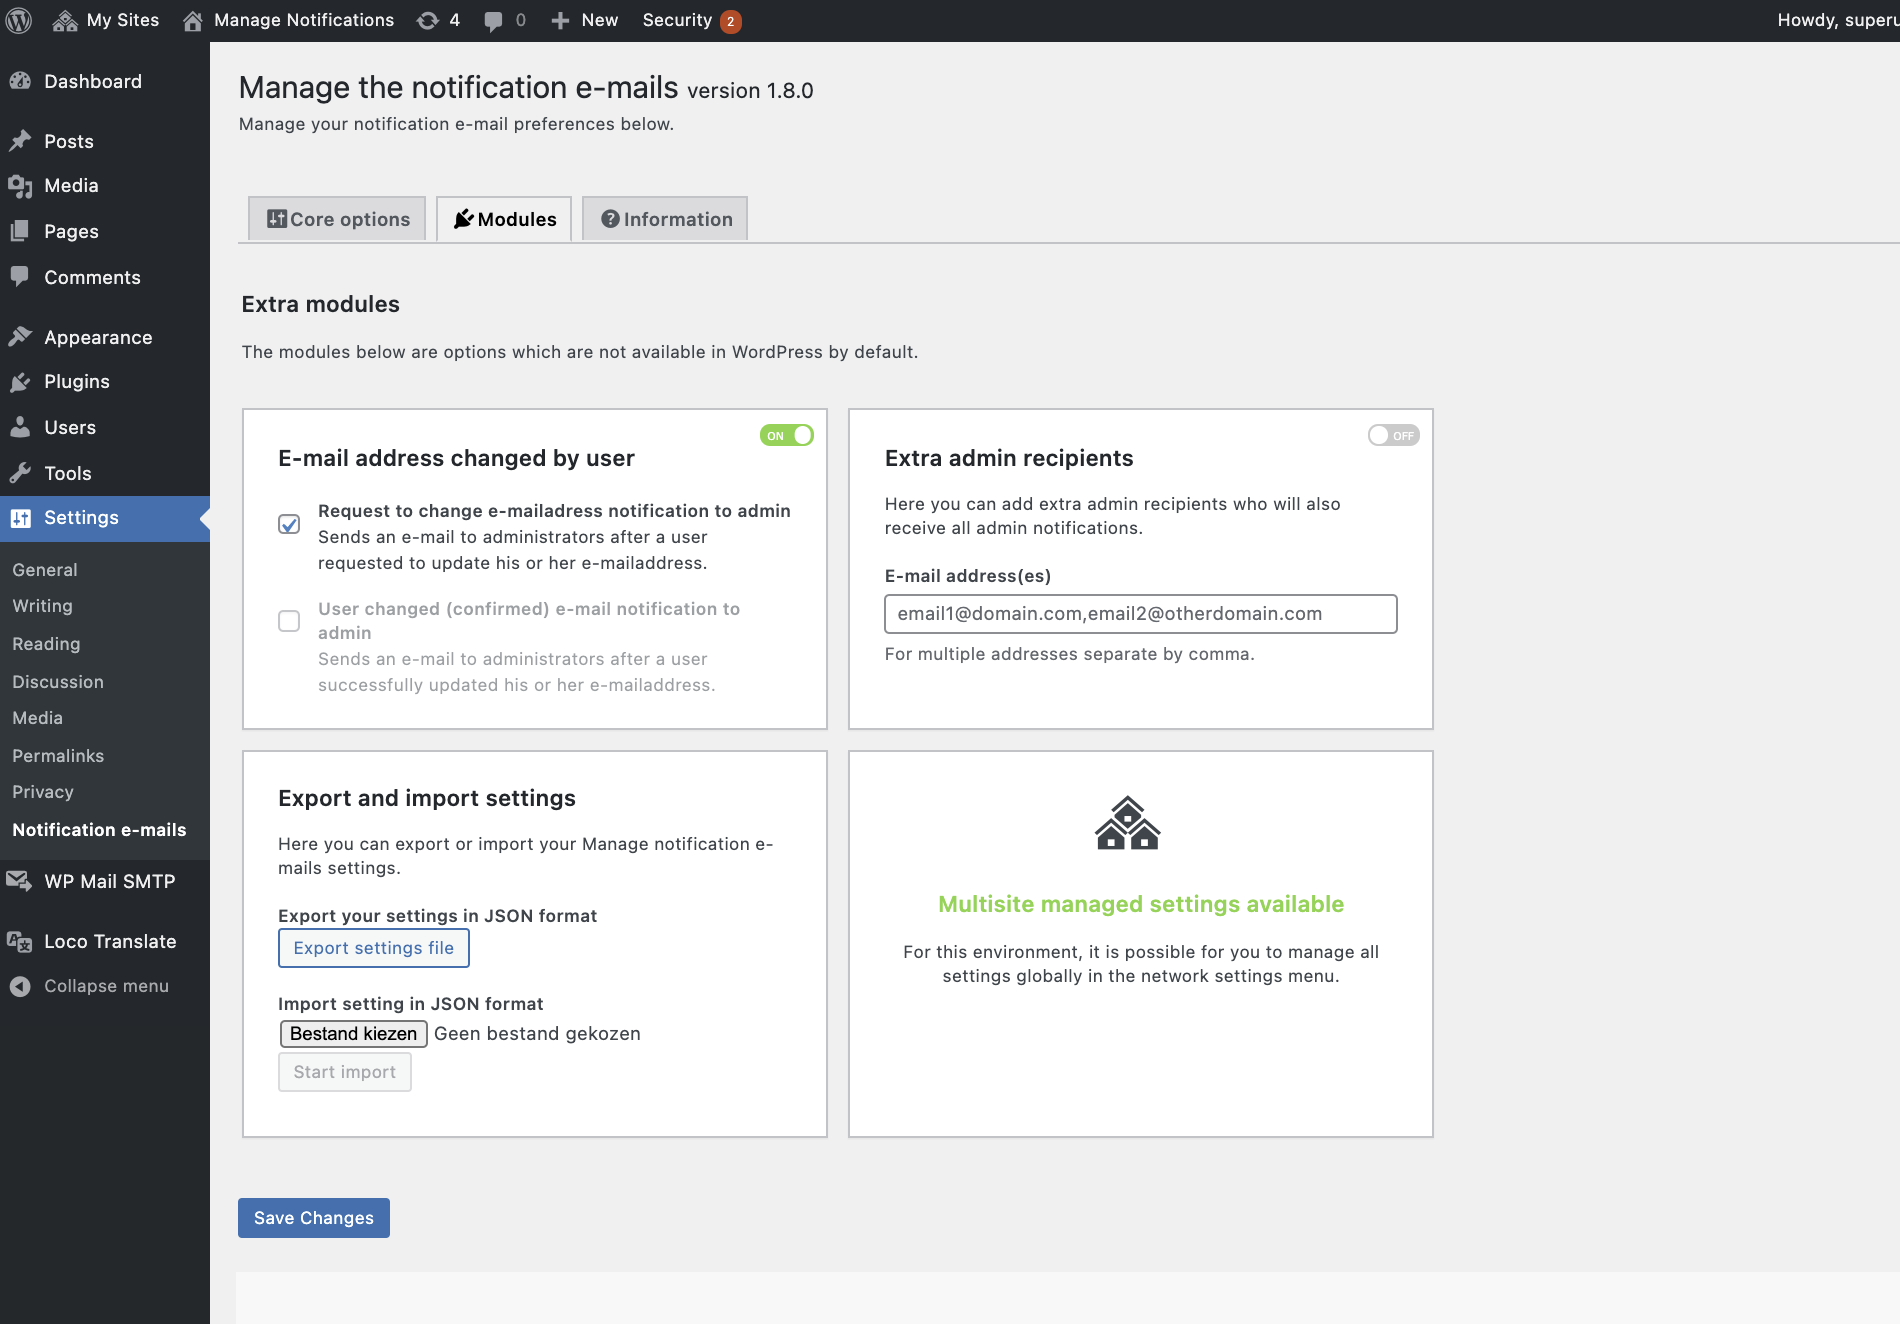 My Sites
Manage Notifications
4
0
New
Security 2
Howdy,
Dashboard
Posts
Media
Pages
Comments
Appearance
Plugins
Users
Tools
Settings
General
Writing
Reading
Discussion
Media
Permalinks
Privacy
Notification e-mails
WP Mail SMTP
Loco Translate
Collapse menu
Manage the notification e-mails version 1.8.0
Manage your notification e-mail preferences below.
Core options
Modules
Information
Extra modules
The modules below are options which are not available in WordPress by default.
ON
E-mail address changed by user
Request to change e-mailadress notification to admin
Sends an e-mail to administrators after a user
requested to update his or her e-mailaddress.
User changed (confirmed) e-mail notification to
admin
Sends an e-mail to administrators after a user
successfully updated his or her e-mailaddress.
OFF
Extra admin recipients
Here you can add extra admin recipients who will also
receive all admin notifications.
E-mail address(es)
email1@domain.com,email2@otherdomain.com
For multiple addresses separate by comma.
Export and import settings
Here you can export or import your Manage notification e-
mails settings.
Export your settings in JSON format
Export settings file
Import setting in JSON format
Bestand kiezen Geen bestand gekozen
Start import
Multisite managed settings available
For this environment, it is possible for you to manage all
settings globally in the network settings menu.
Save Changes